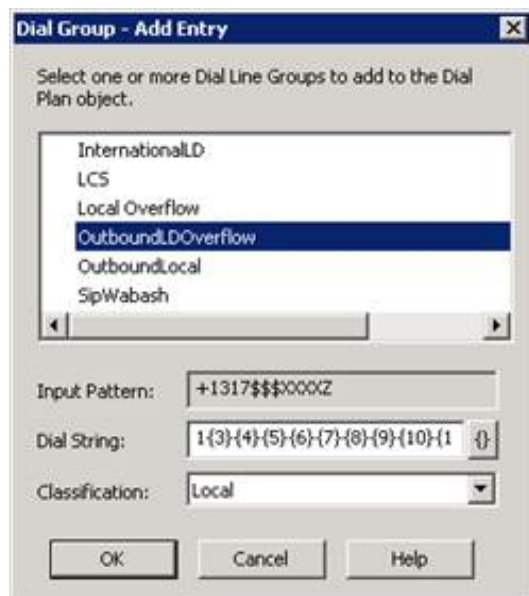 Dial Group - Add Entry
Select one or more Dial Line Groups to add to the Dial
Plan object.
InternationalLD
LCS
Local Overflow
OutboundLDOverflow
OutboundLocal
SipWabash
Input Pattern: +1317$$$XXXXZ
Dial String: 1{3}-{4}-{5}-{6}-{7}-{8}-{9}-{10}-{1 {}
Classification: Local
OK Cancel Help